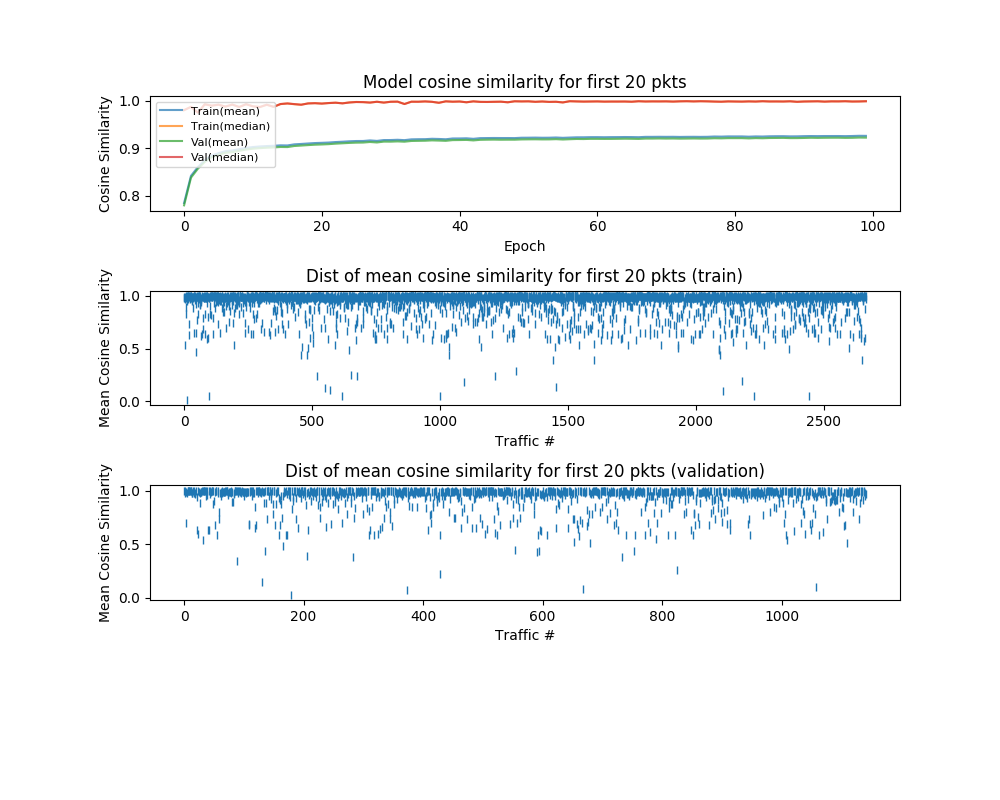 Model cosine similarity for first 20 pkts
Cosine Similarity
1.0
0.9
0.8
Train(mean)
Train(median)
Val(mean)
Val(median)
0 20 40 60 80 100
Epoch
Dist of mean cosine similarity for first 20 pkts (train)
Mean Cosine Similarity
1.0
0.5
0.0
0 500 1000 1500 2000 2500
Traffic #
Dist of mean cosine similarity for first 20 pkts (validation)
Mean Cosine Similarity
1.0
0.5
0.0
0 200 400 600 800 1000
Traffic #